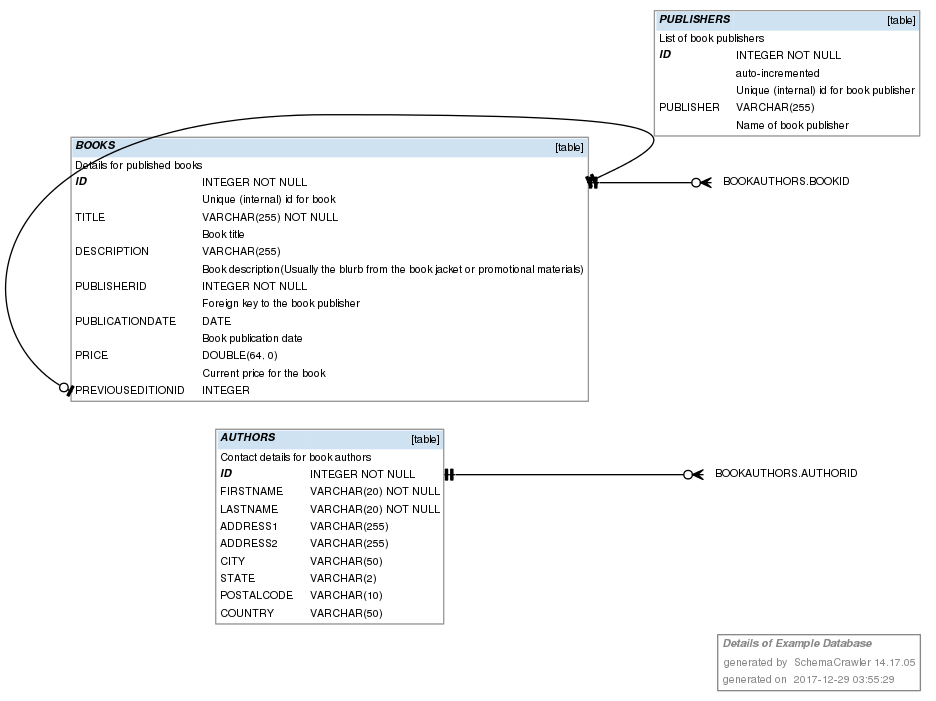 PUBLISHERS [table]
List of book publishers
ID INTEGER NOT NULL
auto-incremented
Unique (internal) id for book publisher
PUBLISHER VARCHAR(255)
Name of book publisher
BOOKS [table]
Details for published books
ID INTEGER NOT NULL
Unique (internal) id for book
TITLE VARCHAR(255) NOT NULL
Book title
DESCRIPTION VARCHAR(255)
Book description(Usually the blurb from the book jacket or promotional materials)
PUBLISHERID INTEGER NOT NULL
Foreign key to the book publisher
PUBLICATIONDATE DATE
Book publication date
PRICE DOUBLE(64, 0)
Current price for the book
PREVIOUSEDITIONID INTEGER
BOOKAUTHORS.BOOKID
AUTHORS [table]
Contact details for book authors
ID INTEGER NOT NULL
FIRSTNAME VARCHAR(20) NOT NULL
LASTNAME VARCHAR(20) NOT NULL
ADDRESS1 VARCHAR(255)
ADDRESS2 VARCHAR(255)
CITY VARCHAR(50)
STATE VARCHAR(2)
POSTALCODE VARCHAR(10)
COUNTRY VARCHAR(50)
BOOKAUTHORS.AUTHORID
Details of Example Database
generated by SchemaCrawler 14.17.05
generated on 2017-12-29 03:55:29